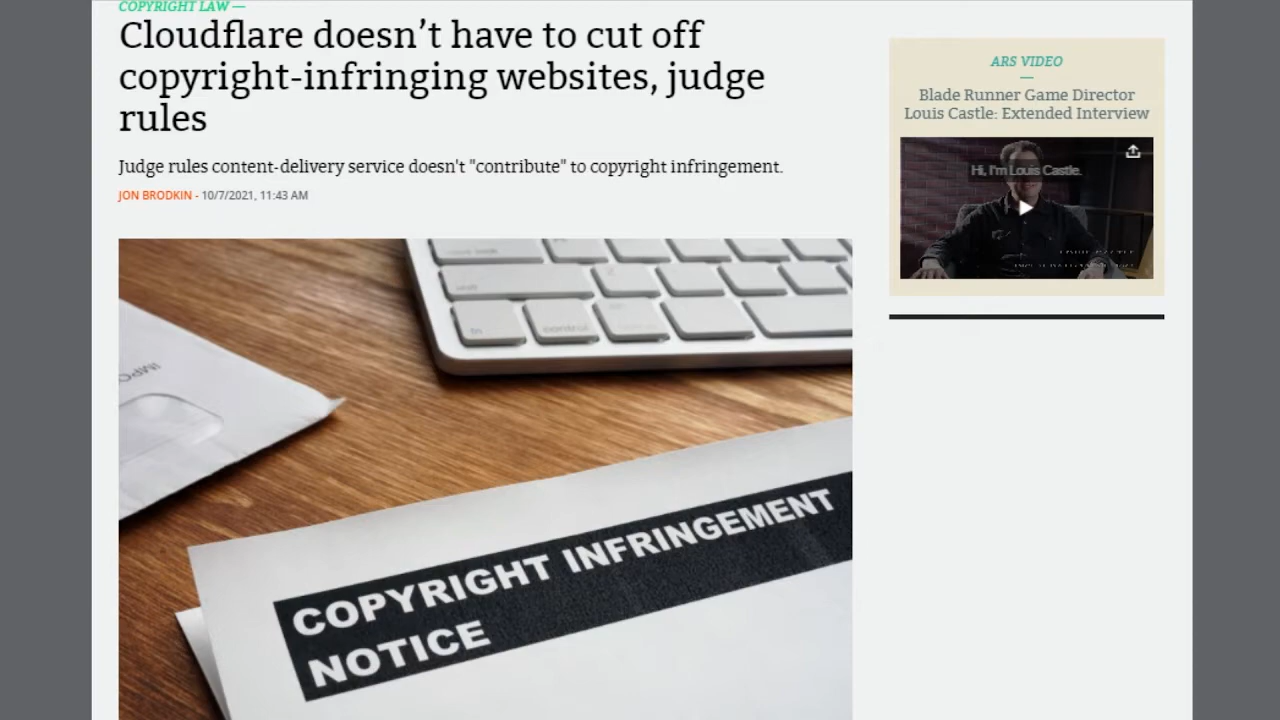 COPYRIGHT LAW —
Cloudflare doesn’t have to cut off
copyright-infringing websites, judge
rules
Judge rules content-delivery service doesn't "contribute" to copyright infringement.
JON BRODKIN - 10/7/2021, 11:43 AM
ARS VIDEO
Blade Runner Game Director
Louis Castle: Extended Interview
Hi, I'm Louis Castle.
fn
control
COPYRIGHT INFRINGEMENT
NOTICE